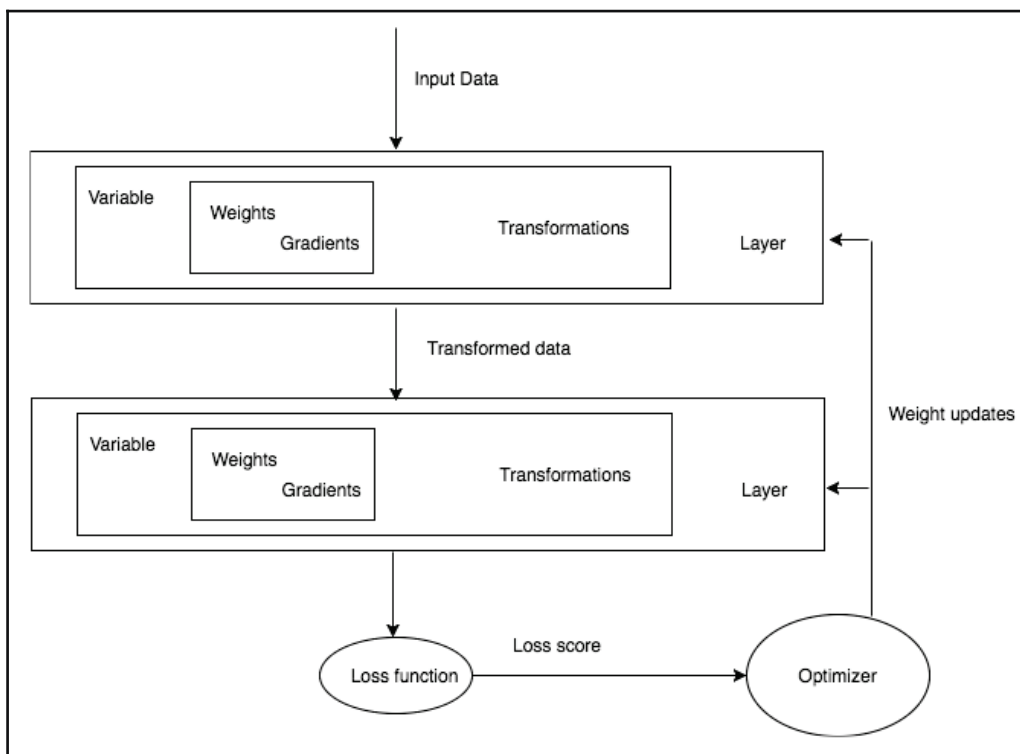 Input Data
Variable
Weights
Gradients
Transformations
Layer
Transformed data
Variable
Weights
Gradients
Transformations
Layer
Weight updates
Loss function
Loss score
Optimizer